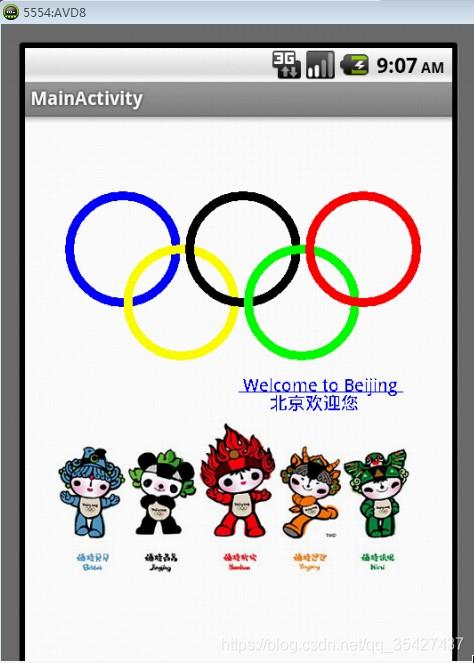 5554:AVD8
3G
9:07 AM
MainActivity
Welcome to Beijing
北京欢迎您
福娃贝贝 福娃晶晶 福娃欢欢 福娃迎迎 福娃妮妮
Beibei Jingjing Huanhuan Yingying Nini
https://blog.csdn.net/qq_35427437